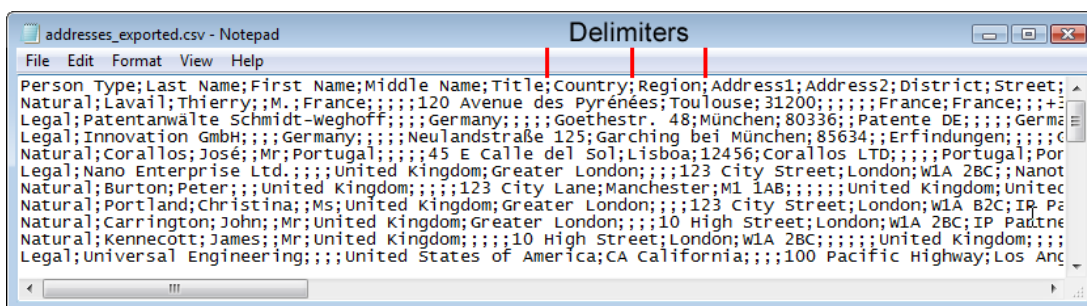 addresses_exported.csv - Notepad
Delimiters
File Edit Format View Help
Person Type;Last Name;First Name;Middle Name;Title;Country;Region;Address1;Address2;District;Street;
Natural;Lavail;Thierry;;M.;France;;;;;120 Avenue des Pyrénées;Toulouse;31200;;;;;;France;France;;;+3
Legal;Patentanwälte Schmidt-Weghoff;;;;Germany;;;;;Goethestr. 48;München;80336;;Patente DE;;;;;Germa
Legal;Innovation GmbH;;;;Germany;;;;;Neulandstraße 125;Garching bei München;85634;;Erfindungen;;;;;G
Natural;Corallos;José;;Mr;Portugal;;;;;45 E Calle del Sol;Lisboa;12456;Corallos LTD;;;;;Portugal;Por
Legal;Nano Enterprise Ltd.;;;;United Kingdom;Greater London;;;;123 City Street;London;W1A 2BC;;Nanot
Natural;Burton;Peter;;;United Kingdom;;;;;123 City Lane;Manchester;M1 1AB;;;;;;United Kingdom;United
Natural;Portland;Christina;;Ms;United Kingdom;Greater London;;;;123 City Street;London;W1A B2C;IP Pa
Natural;Carrington;John;;Mr;United Kingdom;Greater London;;;;10 High Street;London;W1A 2BC;IP Partne
Natural;Kennecott;James;;Mr;United Kingdom;;;;;10 High Street;London;W1A 2BC;;;;;;United Kingdom;;;;
Legal;Universal Engineering;;;;United States of America;CA California;;;;100 Pacific Highway;Los Ang